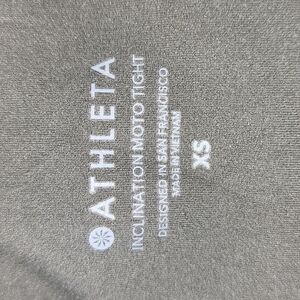 ATHLETA
INCLINATION MOTO TIGHT
DESIGNED IN SAN FRANCISCO
MADE IN VIETNAM
XS